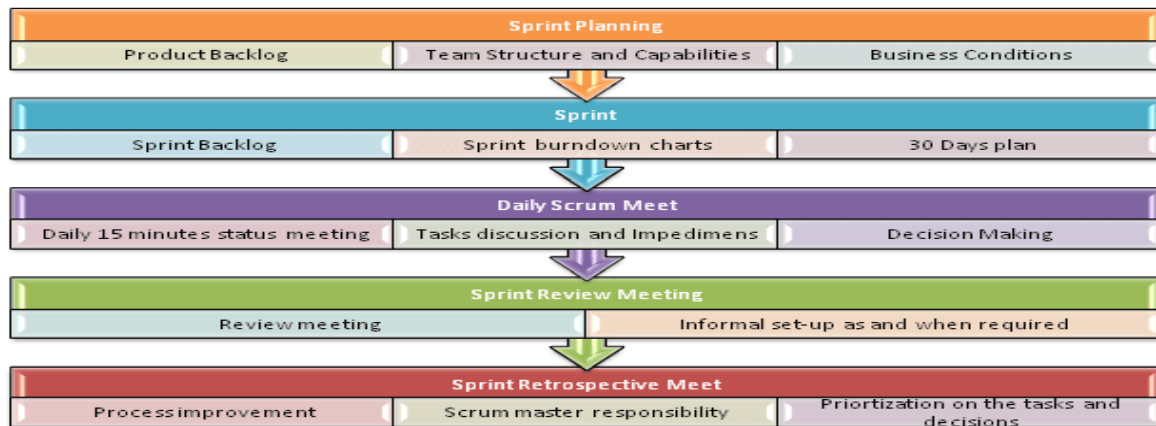 Sprint Planning
Product Backlog
Team Structure and Capabilities
Business Conditions
Sprint
Sprint Backlog
Sprint burndown charts
30 Days plan
Daily Scrum Meet
Daily 15 minutes status meeting
Tasks discussion and Impedimens
Decision Making
Sprint Review Meeting
Review meeting
Informal set-up as and when required
Sprint Retrospective Meet
Process improvement
Scrum master responsibility
Priortization on the tasks and
decisions